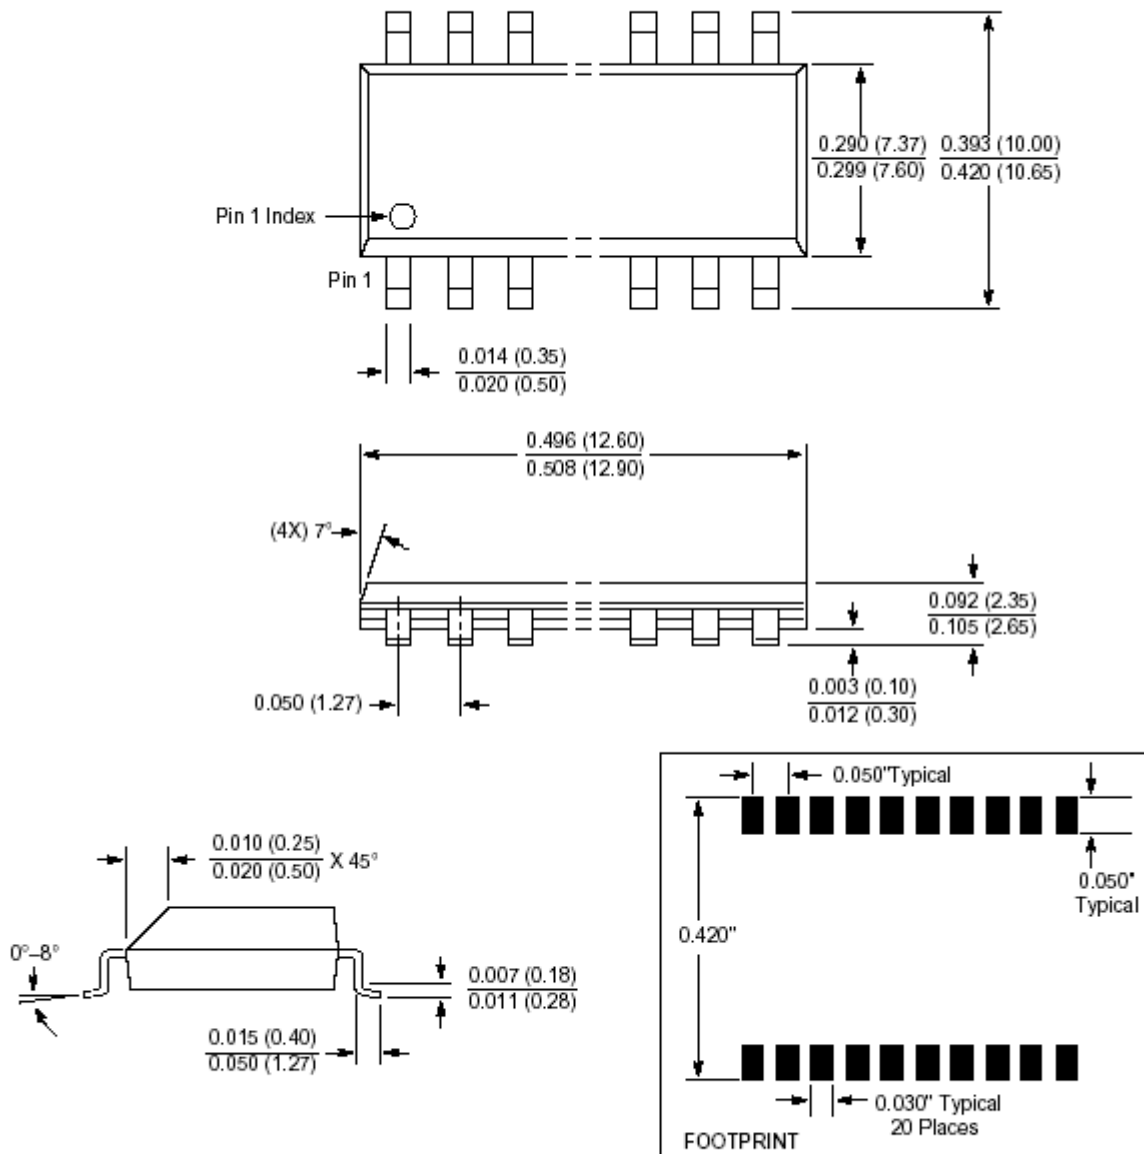 0.290 (7.37)
0.299 (7.60)
0.393 (10.00)
0.420 (10.65)
Pin 1 Index
Pin 1
0.014 (0.35)
0.020 (0.50)
0.496 (12.60)
0.508 (12.90)
(4X) 7°
0.092 (2.35)
0.105 (2.65)
0.050 (1.27)
0.003 (0.10)
0.012 (0.30)
0.010 (0.25)
0.020 (0.50)
X 45°
0°–8°
0.007 (0.18)
0.011 (0.28)
0.015 (0.40)
0.050 (1.27)
0.050"Typical
0.050"
Typical
0.420"
0.030" Typical
20 Places
FOOTPRINT